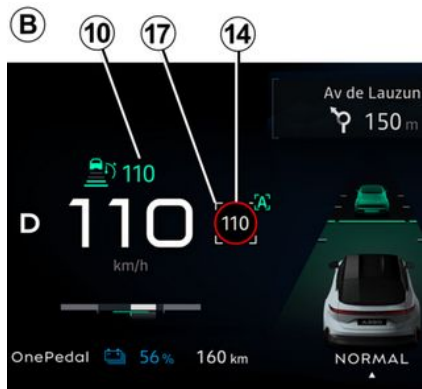 B
10
17
14
Av de Lauzun
150 m
110
A
D
110
110
km/h
OnePedal
56 %
160 km
NORMAL